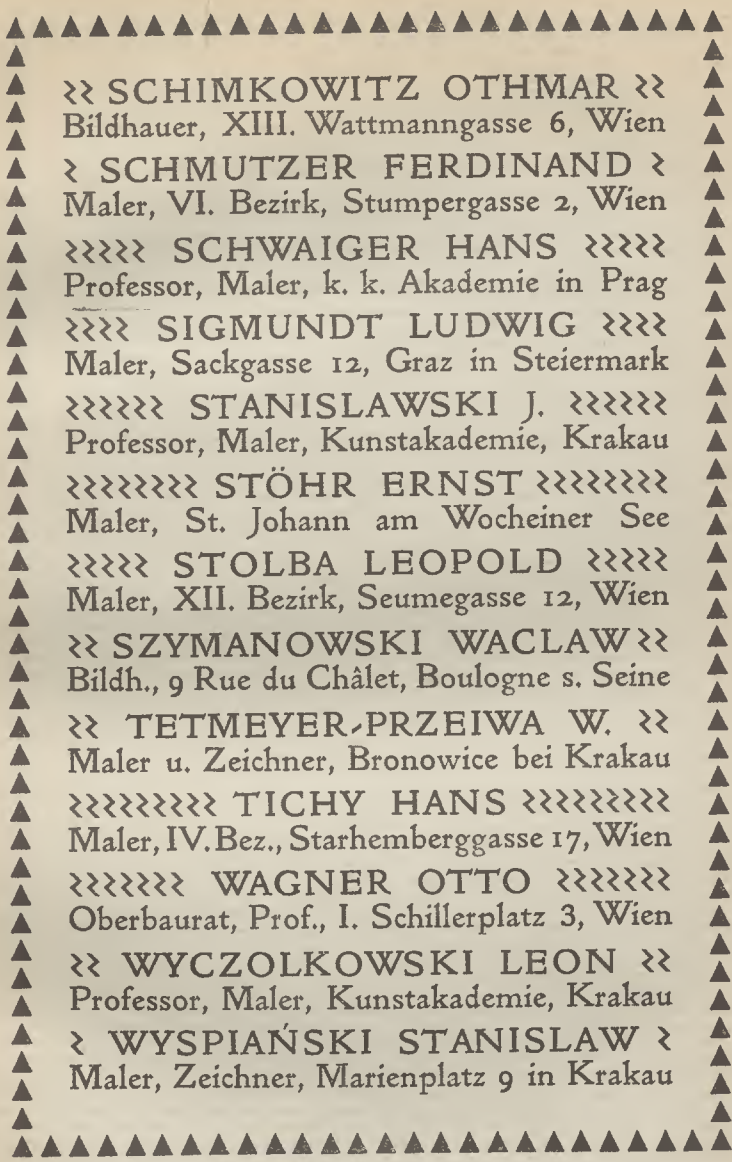 SCHIMKOWITZ OTHMAR
Bildhauer, XIII. Wattmanngasse 6, Wien
SCHMUTZER FERDINAND
Maler, VI. Bezirk, Stumpergasse 2, Wien
SCHWAIGER HANS
Professor, Maler, k. k. Akademie in Prag
SIGMUNDT LUDWIG
Maler, Sackgasse 12, Graz in Steiermark
STANISLAWSKI J.
Professor, Maler, Kunstakademie, Krakau
STÖHR ERNST
Maler, St. Johann am Wocheiner See
STOLBA LEOPOLD
Maler, XII. Bezirk, Seumegasse 12, Wien
SZYMANOWSKI WACLAW
Bildh., 9 Rue du Châlet, Boulogne s. Seine
TETMEYER-PRZEIWA W.
Maler u. Zeichner, Bronowice bei Krakau
TICHY HANS
Maler, IV. Bez., Starhemberggasse 17, Wien
WAGNER OTTO
Oberbaurat, Prof., I. Schillerplatz 3, Wien
WYCZOLKOWSKI LEON
Professor, Maler, Kunstakademie, Krakau
WYSPIAŃSKI STANISLAW
Maler, Zeichner, Marienplatz 9 in Krakau